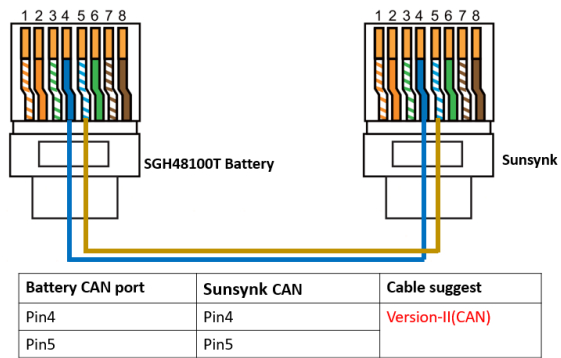 1 2 3 4 5 6 7 8
1 2 3 4 5 6 7 8
SGH48100T Battery
Sunsynk
Battery CAN port Sunsynk CAN Cable suggest
Pin4 Pin4 Version-II(CAN)
Pin5 Pin5